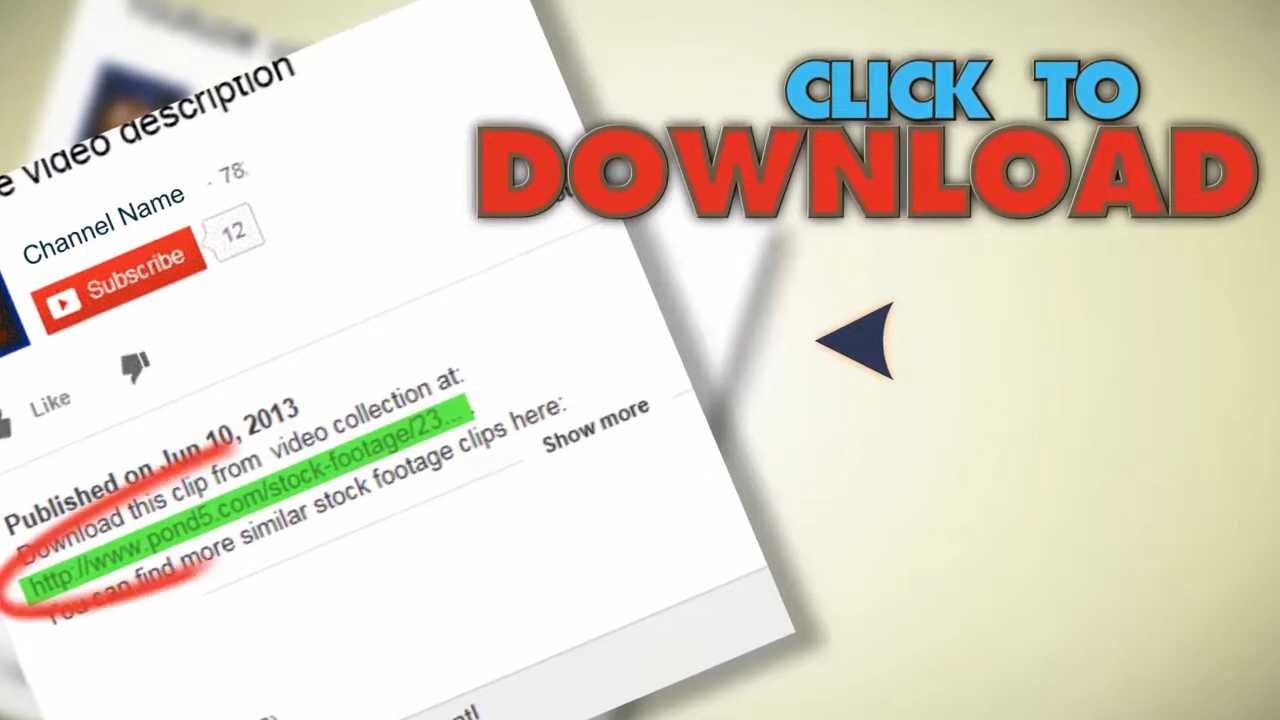 CLICK TO
DOWNLOAD
e video description
Channel Name
78
Subscribe
12
Like
Published on Jun 10, 2013
Download this clip from video collection at:
http://www.pond5.com/stock-footage/23...
You can find more similar stock footage clips here:
Show more